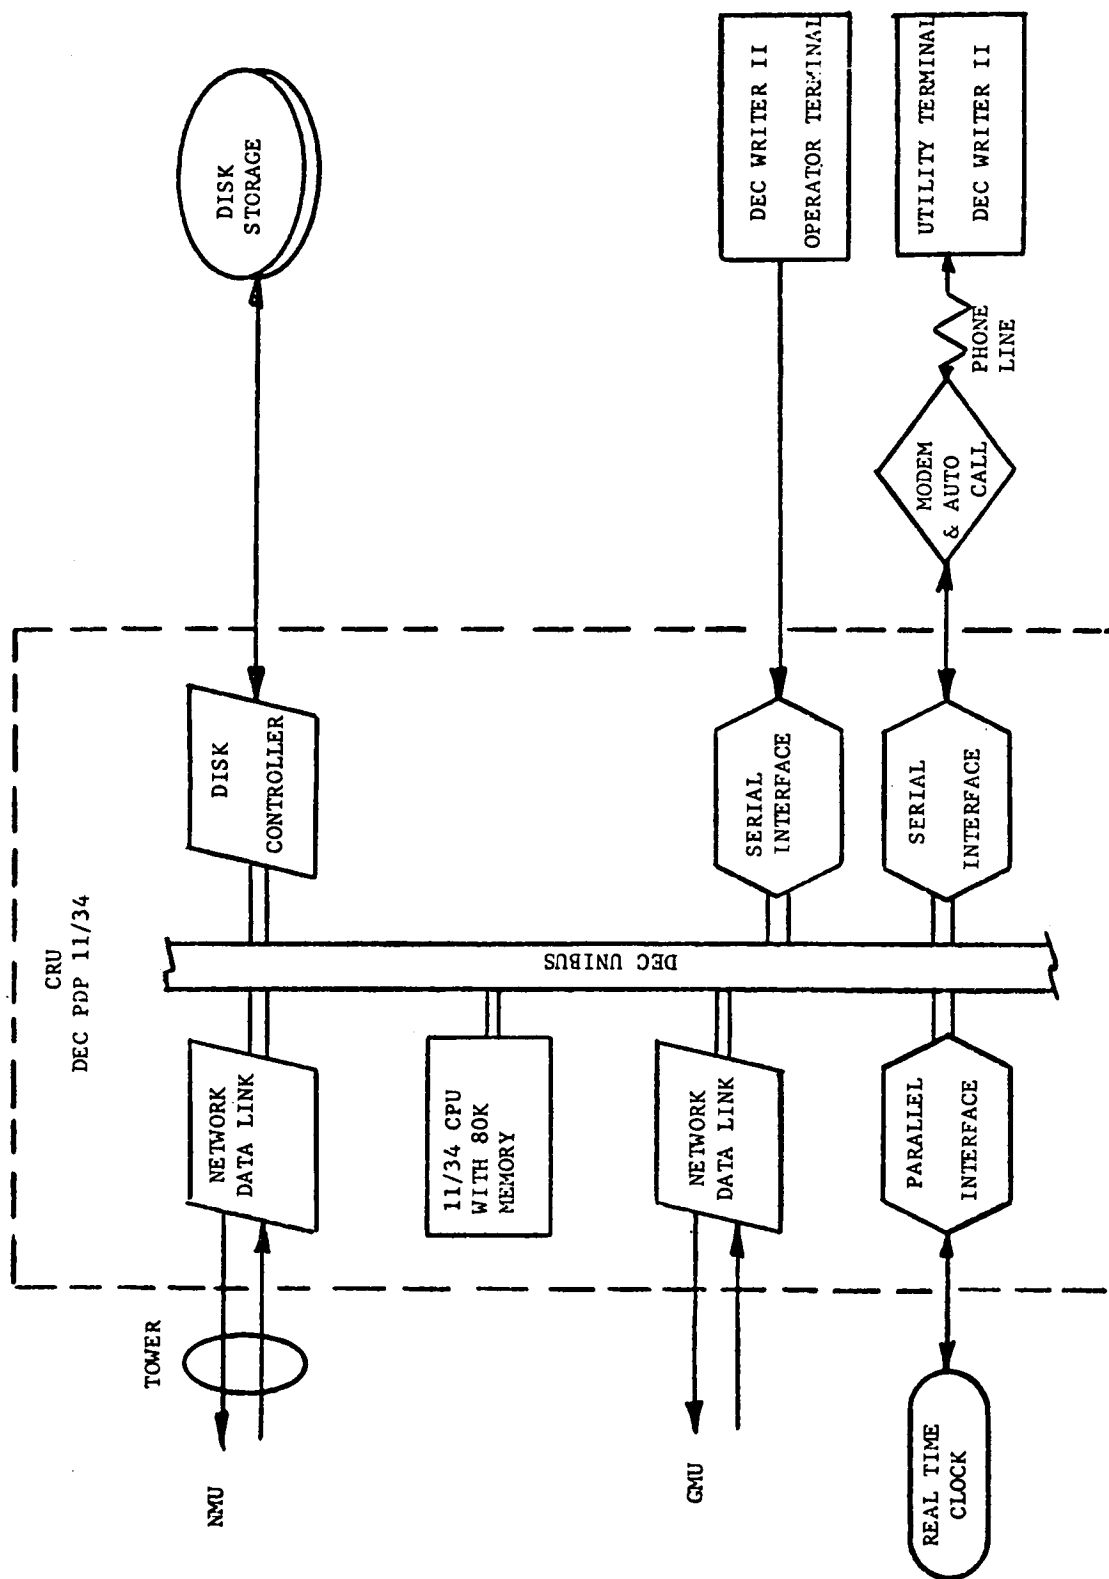 CRU
DEC PDP 11/34
TOWER
NMU
NETWORK
DATA LINK
DISK
CONTROLLER
DISK
STORAGE
11/34 CPU
WITH 80K
MEMORY
DEC UNIBUS
GMU
NETWORK
DATA LINK
SERIAL
INTERFACE
DEC WRITER II
OPERATOR TERMINAL
REAL TIME
CLOCK
PARALLEL
INTERFACE
SERIAL
INTERFACE
MODEM
& AUTO
CALL
PHONE
LINE
UTILITY TERMINAL
DEC WRITER II